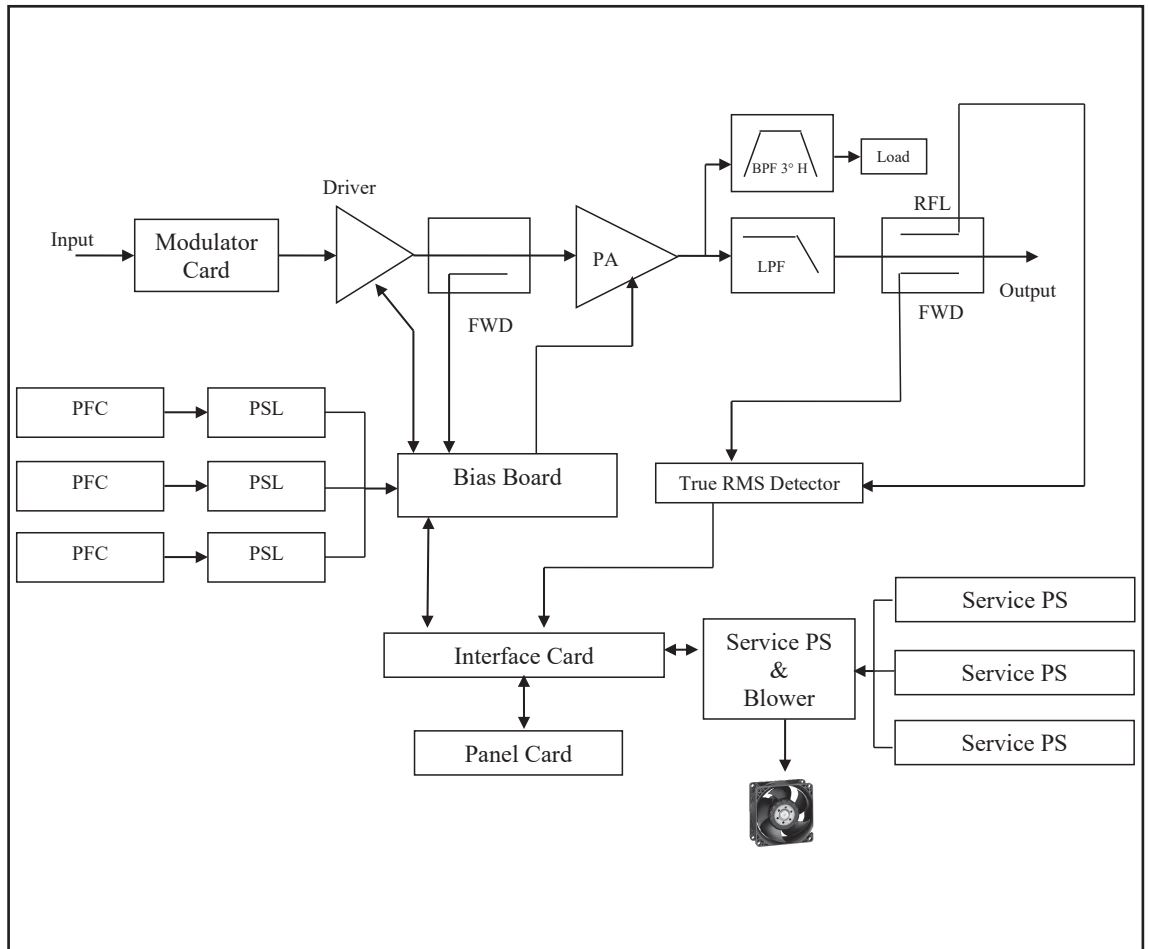 BPF 3° H
Load
Driver
RFL
Input
Modulator
Card
PA
LPF
Output
FWD
FWD
PFC
PSL
PFC
PSL
PFC
PSL
Bias Board
True RMS Detector
Interface Card
Service PS
&
Blower
Service PS
Service PS
Service PS
Panel Card